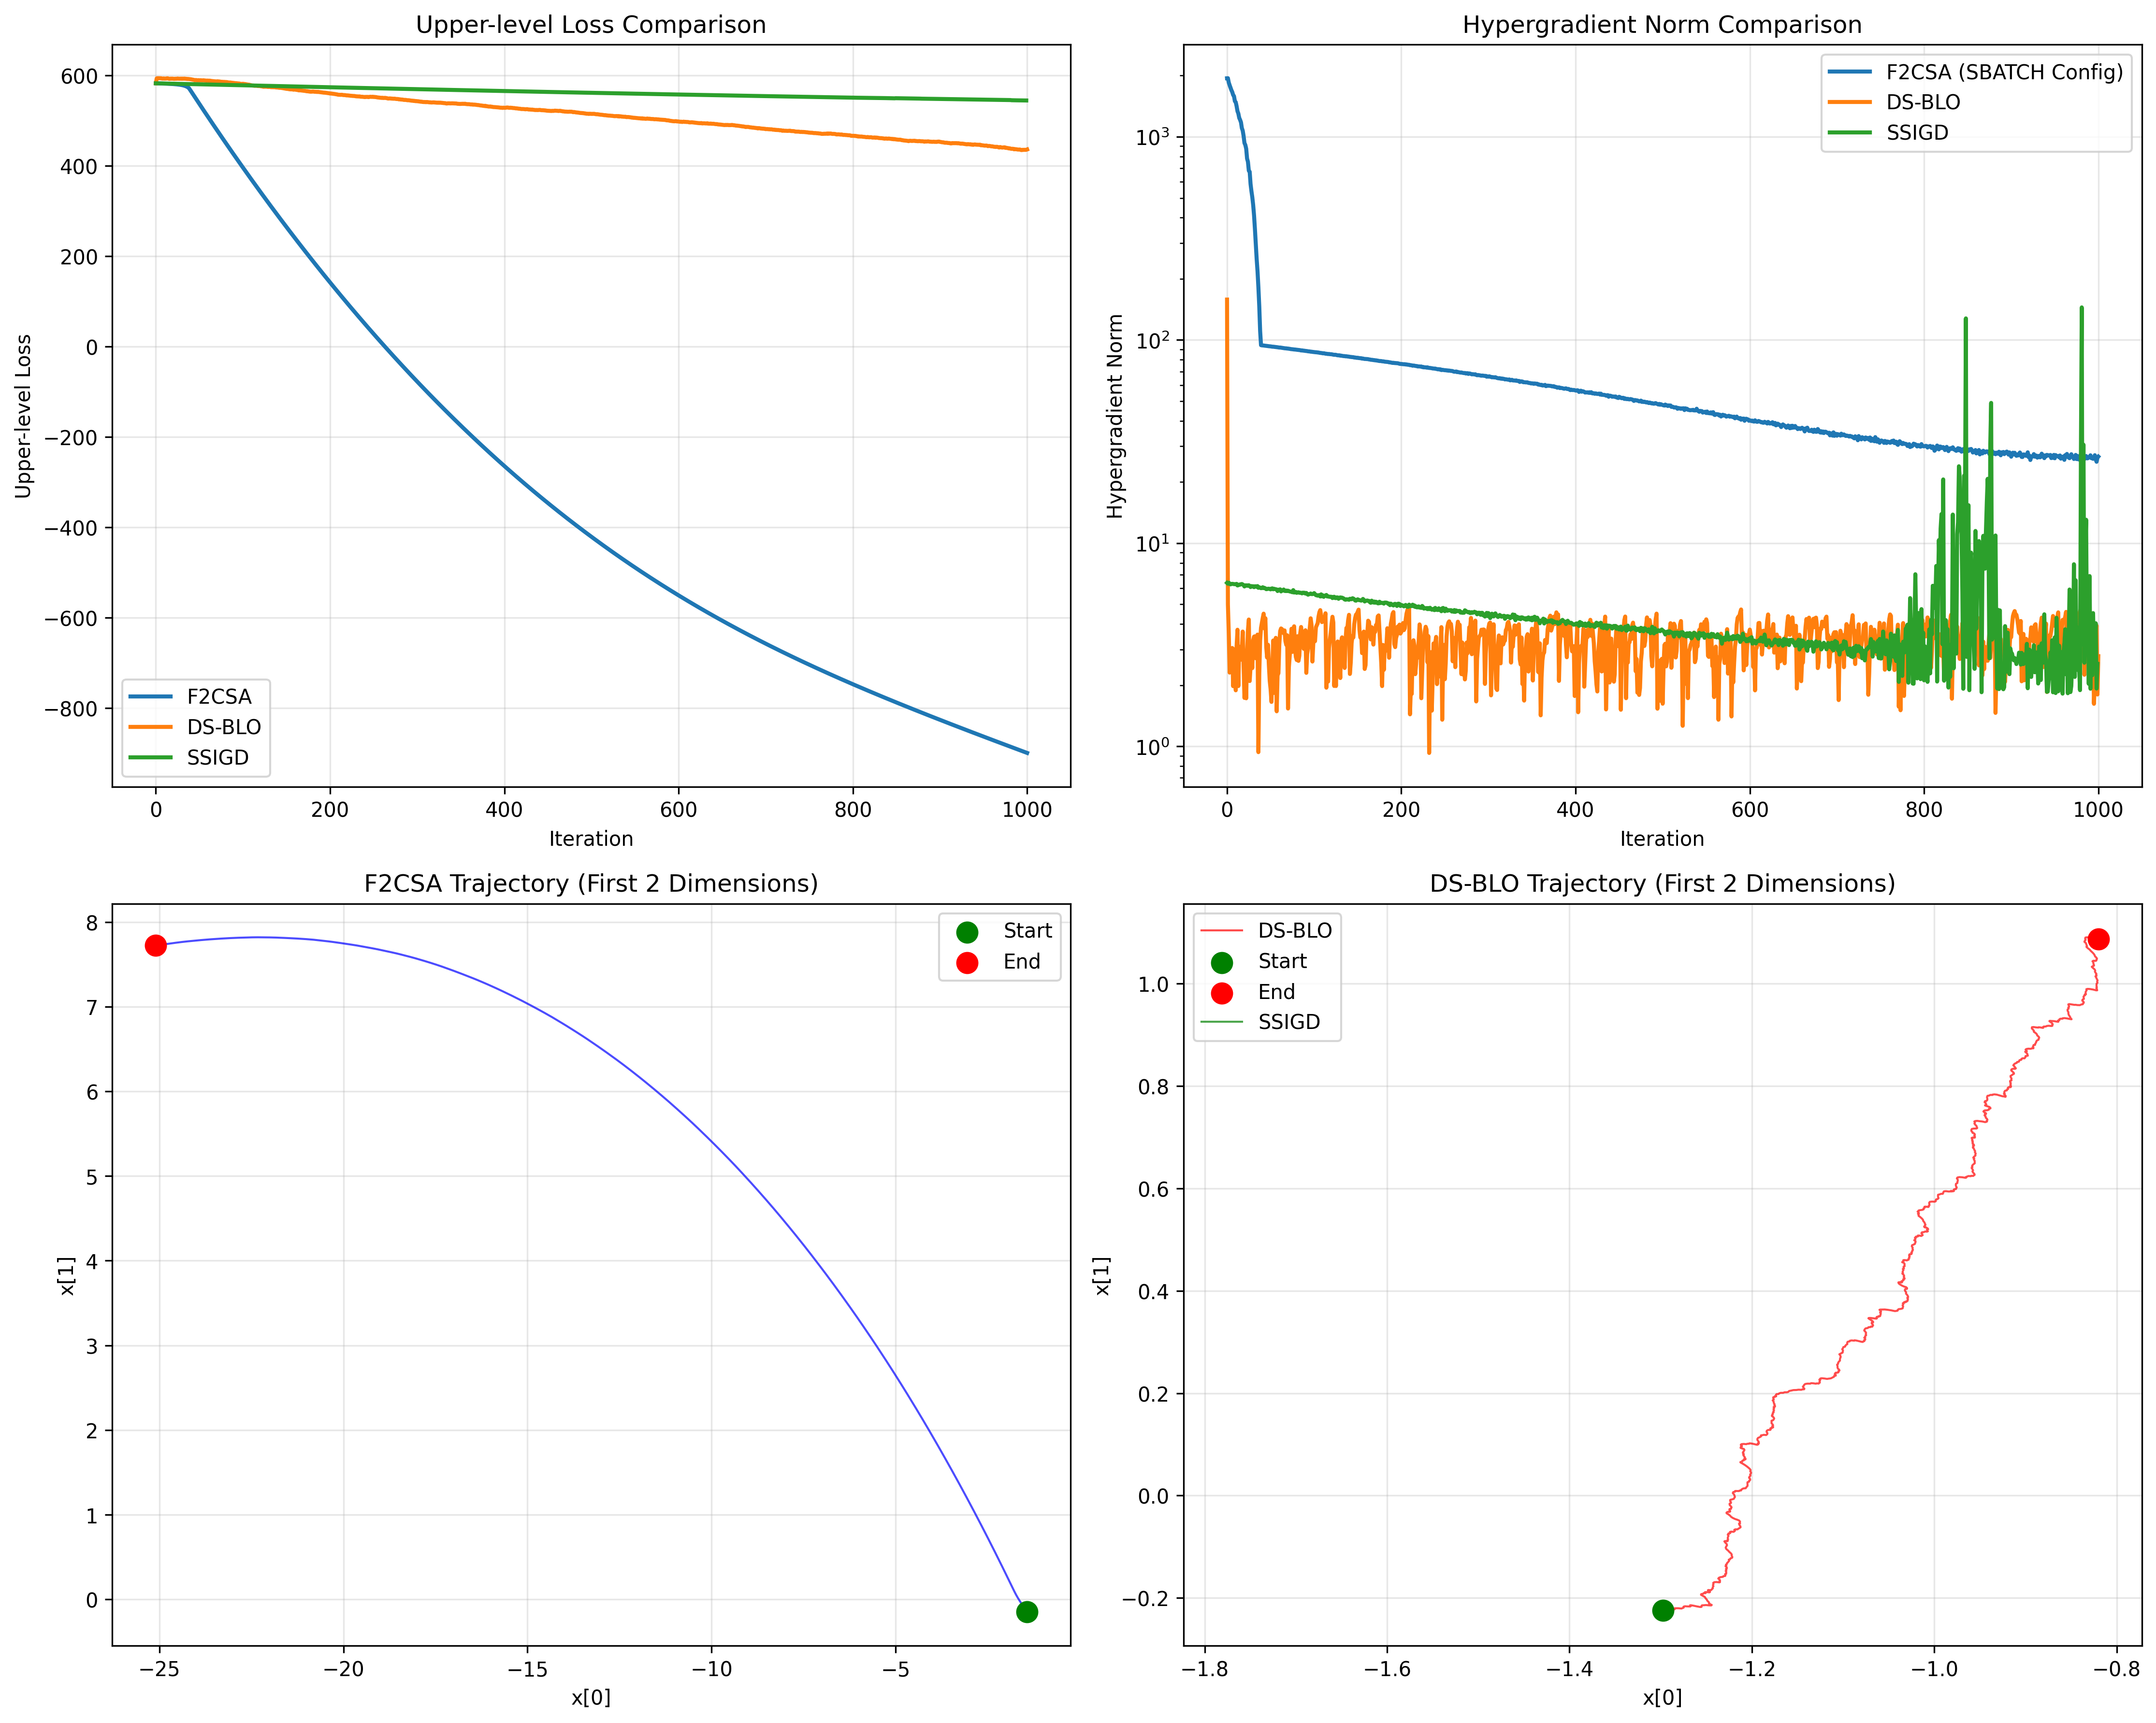 Upper-level Loss Comparison
600
400
200
0
−200
−400
−600
−800
Upper-level Loss
F2CSA
DS-BLO
SSIGD
0 200 400 600 800 1000
Iteration
Hypergradient Norm Comparison
F2CSA (SBATCH Config)
DS-BLO
SSIGD
10³
10²
10¹
10⁰
Hypergradient Norm
0 200 400 600 800 1000
Iteration
F2CSA Trajectory (First 2 Dimensions)
Start
End
8
7
6
5
4
3
2
1
0
x[1]
−25 −20 −15 −10 −5
x[0]
DS-BLO Trajectory (First 2 Dimensions)
DS-BLO
Start
End
SSIGD
1.0
0.8
0.6
0.4
0.2
0.0
−0.2
x[1]
−1.8 −1.6 −1.4 −1.2 −1.0 −0.8
x[0]